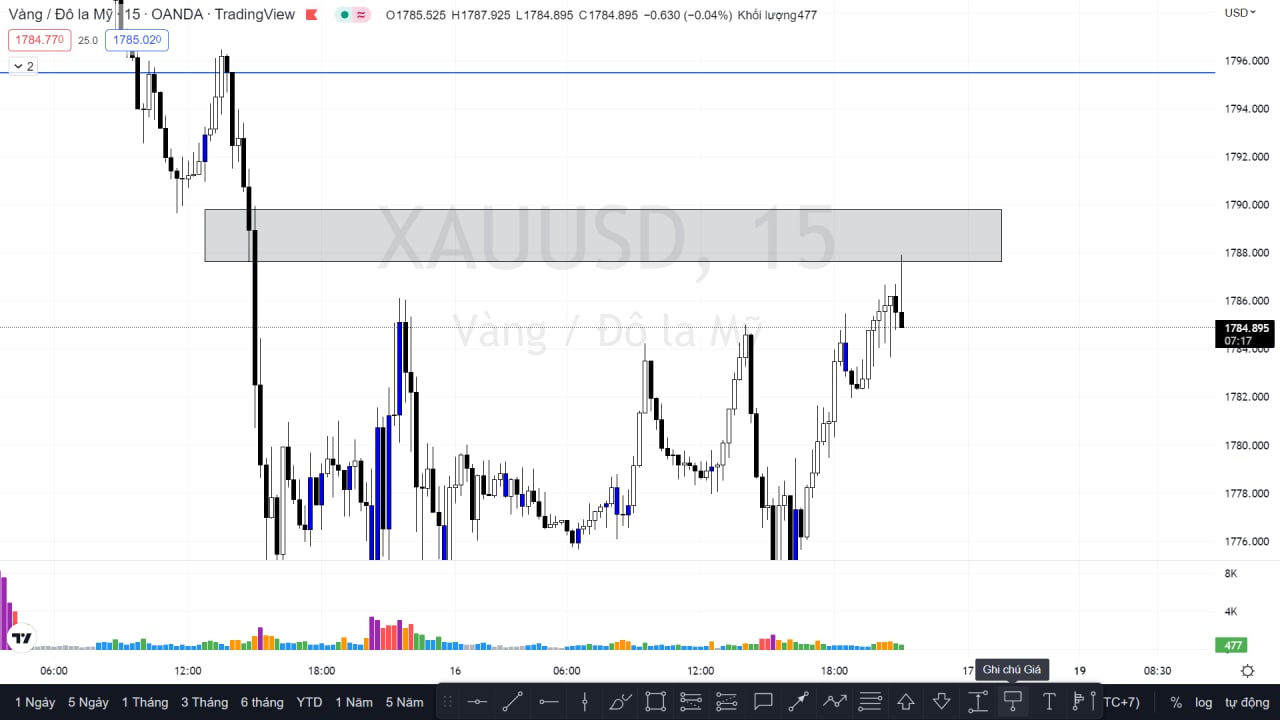 Vàng / Đô la Mỹ · 15 · OANDA · TradingView O1785.525 H1787.925 L1784.895 C1784.895 −0.630 (−0.04%) Khối lượng477
USD
1784.770 25.0 1785.020
2
1796.000
1794.000
1792.000
1790.000
1788.000
1786.000
1784.000
1782.000
1780.000
1778.000
1776.000
XAUUSD, 15
Vàng / Đô la Mỹ
1784.895
07:17
8K
4K
477
06:00 12:00 18:00 16 06:00 12:00 18:00 17 19 08:30
Ghi chú Giá
1 Ngày 5 Ngày 1 Tháng 3 Tháng 6 tháng YTD 1 Năm 5 Năm TC+7) % log tự động